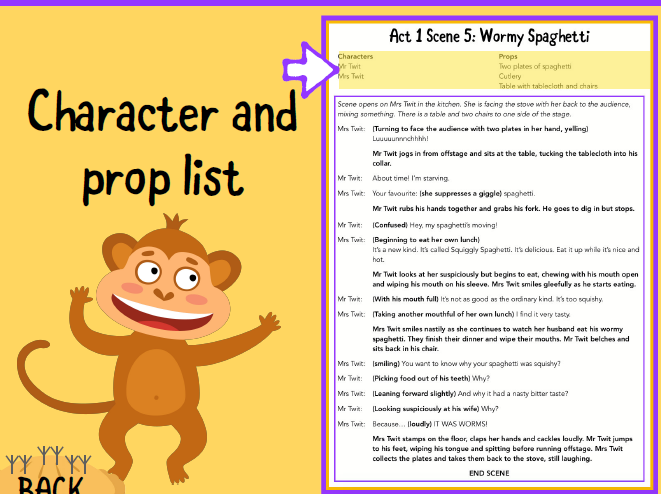 Character and
prop list
BACK
Act 1 Scene 5: Wormy Spaghetti
Characters
Mr Twit
Mrs Twit
Props
Two plates of spaghetti
Cutlery
Table with tablecloth and chairs
Scene opens on Mrs Twit in the kitchen. She is facing the stove with her back to the audience,
mixing something. There is a table and two chairs to one side of the stage.
Mrs Twit: (Turning to face the audience with two plates in her hand, yelling)
Luuuuunnnchhhh!
Mr Twit jogs in from offstage and sits at the table, tucking the tablecloth into his
collar.
Mr Twit: About time! I'm starving.
Mrs Twit: Your favourite: (she suppresses a giggle) spaghetti.
Mr Twit rubs his hands together and grabs his fork. He goes to dig in but stops.
Mr Twit: (Confused) Hey, my spaghetti's moving!
Mrs Twit: (Beginning to eat her own lunch)
It's a new kind. It's called Squiggly Spaghetti. It's delicious. Eat it up while it's nice and
hot.
Mr Twit looks at her suspiciously but begins to eat, chewing with his mouth open
and wiping his mouth on his sleeve. Mrs Twit smiles gleefully as he starts eating.
Mr Twit: (With his mouth full) It's not as good as the ordinary kind. It's too squishy.
Mrs Twit: (Taking another mouthful of her own lunch) I find it very tasty.
Mrs Twit smiles nastily as she continues to watch her husband eat his wormy
spaghetti. They finish their dinner and wipe their mouths. Mr Twit belches and
sits back in his chair.
Mrs Twit: (smiling) You want to know why your spaghetti was squishy?
Mr Twit: (Picking food out of his teeth) Why?
Mrs Twit: (Leaning forward slightly) And why it had a nasty bitter taste?
Mr Twit: (Looking suspiciously at his wife) Why?
Mrs Twit: Because... (loudly) IT WAS WORMS!
Mrs Twit stamps on the floor, claps her hands and cackles loudly. Mr Twit jumps
to his feet, wiping his tongue and spitting before running offstage. Mrs Twit
collects the plates and takes them back to the stove, still laughing.
END SCENE